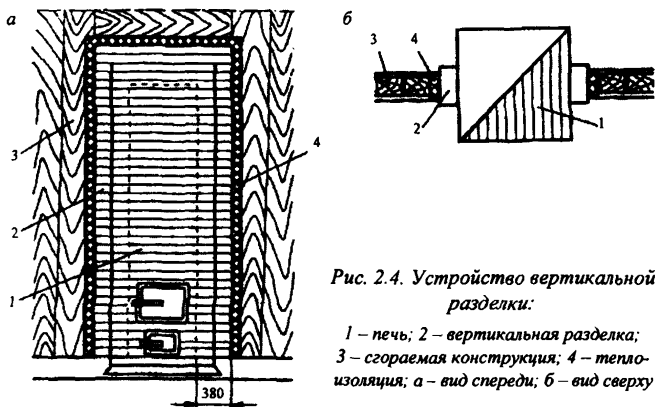 а
б
3
4
2
1
3
4
2
1
380
Рис. 2.4. Устройство вертикальной
разделки:
1 – печь; 2 – вертикальная разделка;
3 – сгораемая конструкция; 4 – тепло-
изоляция; а – вид спереди; б – вид сверху